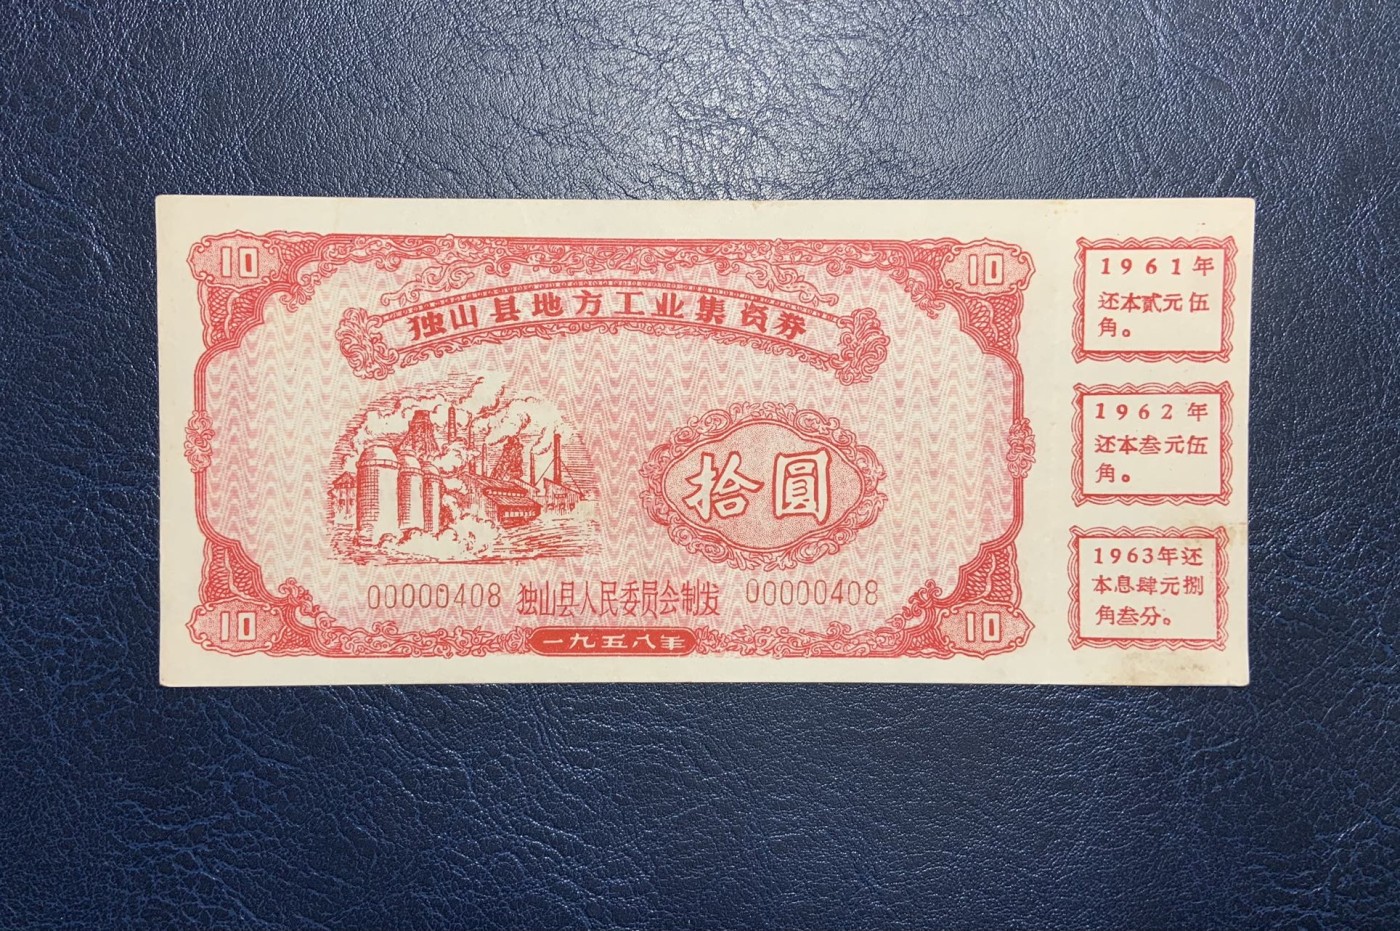 10
10
独山县地方工业集资券
拾圆
00000408 独山县人民委员会制发 00000408
10
一九五八年
10
1961年
还本贰元伍
角。
1962年
还本叁元伍
角。
1963年还
本息肆元捌
角叁分。